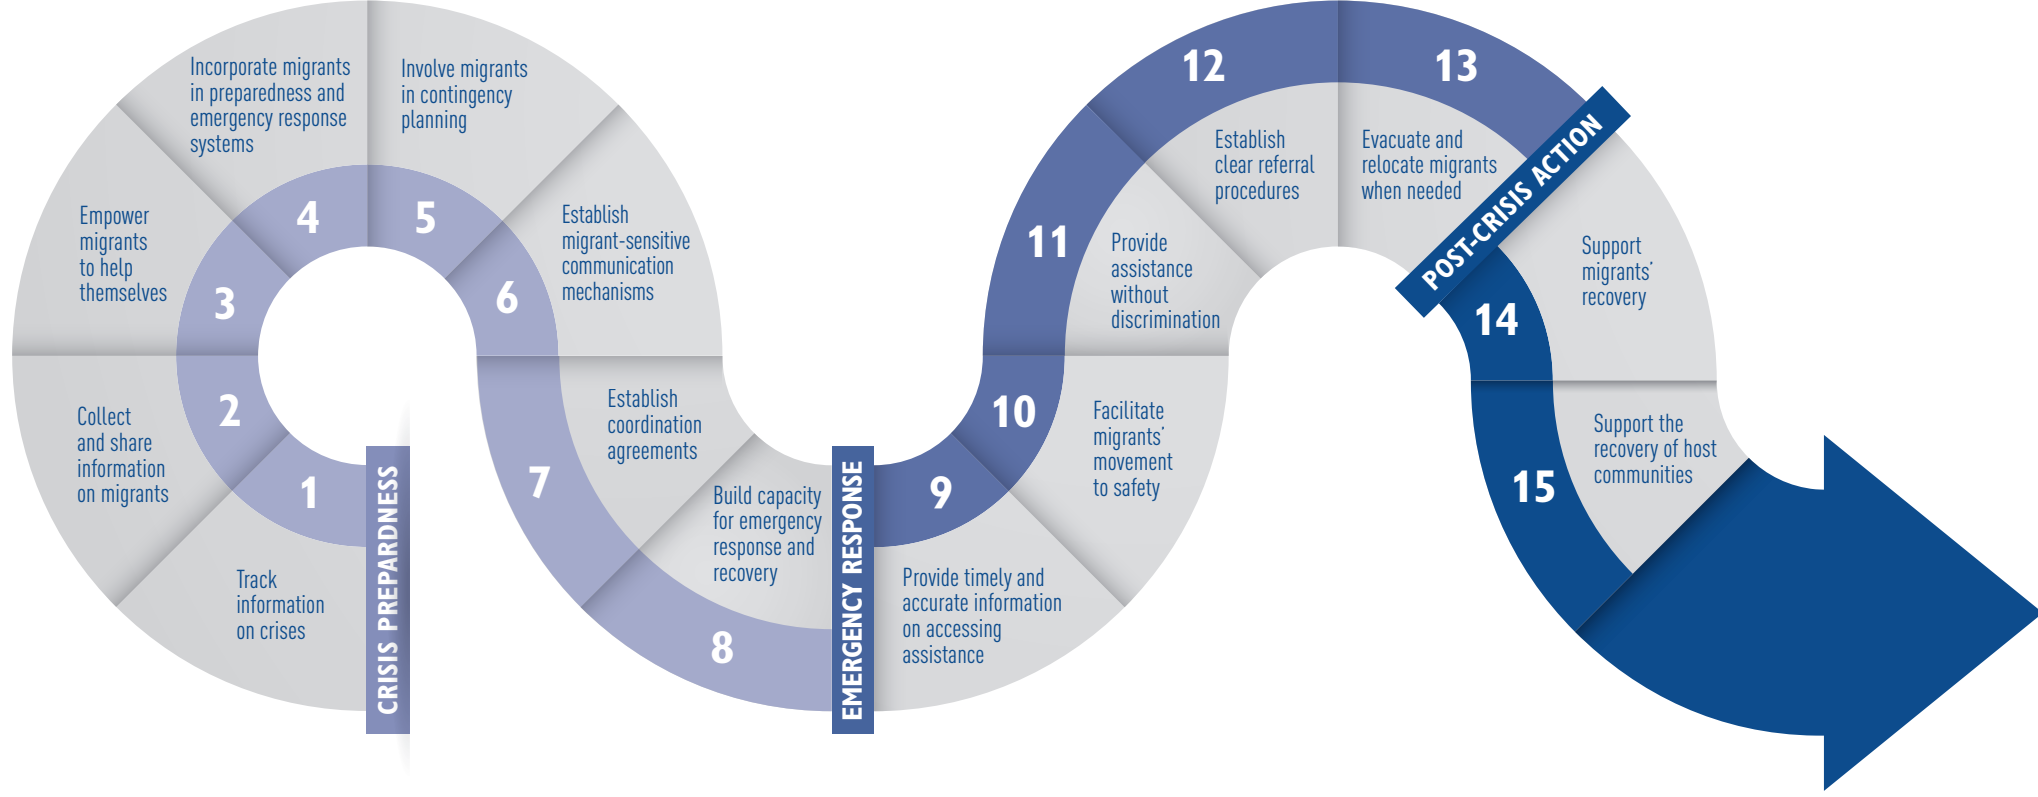 CRISIS PREPARDNESS
1
Track
information
on crises
2
Collect
and share
information
on migrants
3
Empower
migrants
to help
themselves
4
Incorporate migrants
in preparedness and
emergency response
systems
5
Involve migrants
in contingency
planning
6
Establish
migrant-sensitive
communication
mechanisms
7
Establish
coordination
agreements
8
Build capacity
for emergency
response and
recovery
EMERGENCY RESPONSE
9
Provide timely and
accurate information
on accessing
assistance
10
Facilitate
migrants'
movement
to safety
11
Provide
assistance
without
discrimination
12
Establish
clear referral
procedures
13
Evacuate and
relocate migrants
when needed
POST-CRISIS ACTION
14
Support
migrants'
recovery
15
Support the
recovery of host
communities